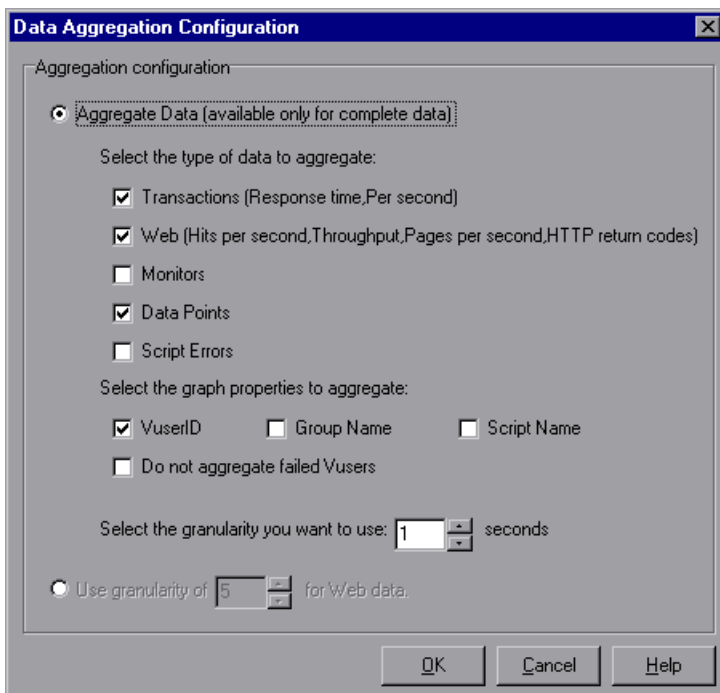 Data Aggregation Configuration
Aggregation configuration
Aggregate Data (available only for complete data)
Select the type of data to aggregate:
Transactions (Response time,Per second)
Web (Hits per second,Throughput,Pages per second,HTTP return codes)
Monitors
Data Points
Script Errors
Select the graph properties to aggregate:
VuserID Group Name Script Name
Do not aggregate failed Vusers
Select the granularity you want to use: 1 seconds
Use granularity of 5 for Web data.
OK Cancel Help